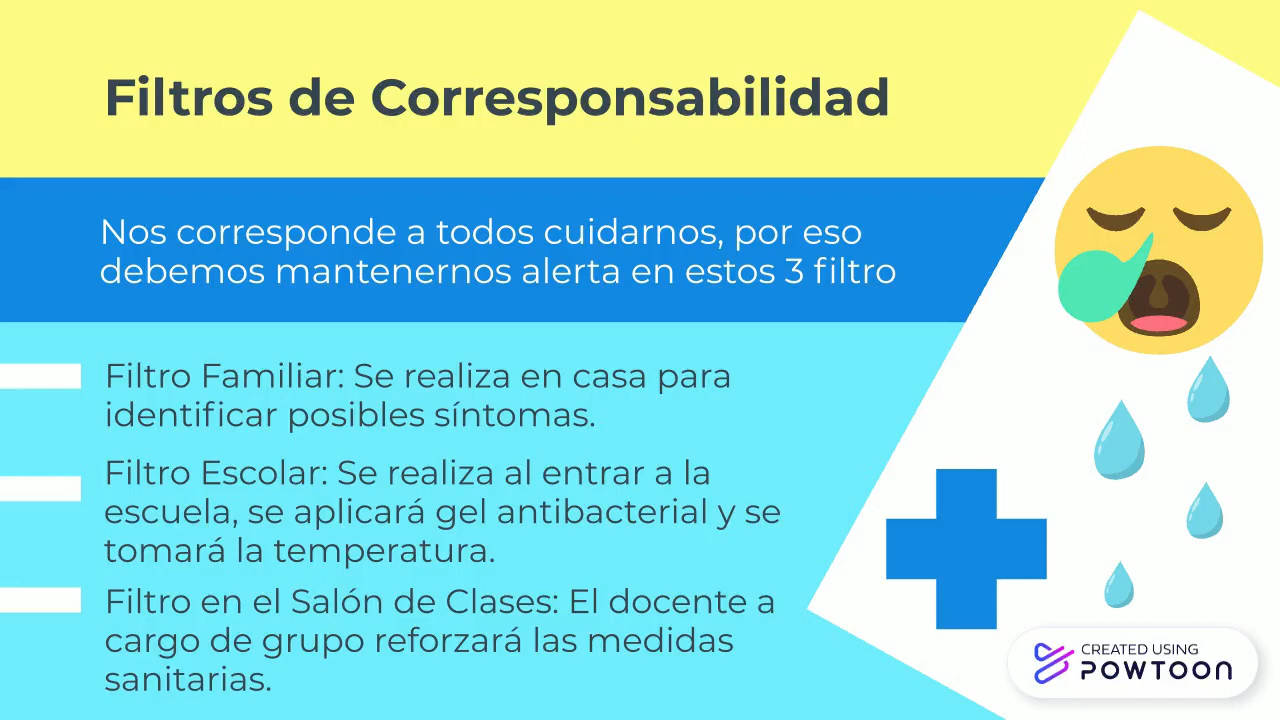 Filtros de Corresponsabilidad
Nos corresponde a todos cuidarnos, por eso
debemos mantenernos alerta en estos 3 filtro
Filtro Familiar: Se realiza en casa para
identificar posibles síntomas.
Filtro Escolar: Se realiza al entrar a la
escuela, se aplicará gel antibacterial y se
tomará la temperatura.
Filtro en el Salón de Clases: El docente a
cargo de grupo reforzará las medidas
sanitarias.
CREATED USING
POWTOON